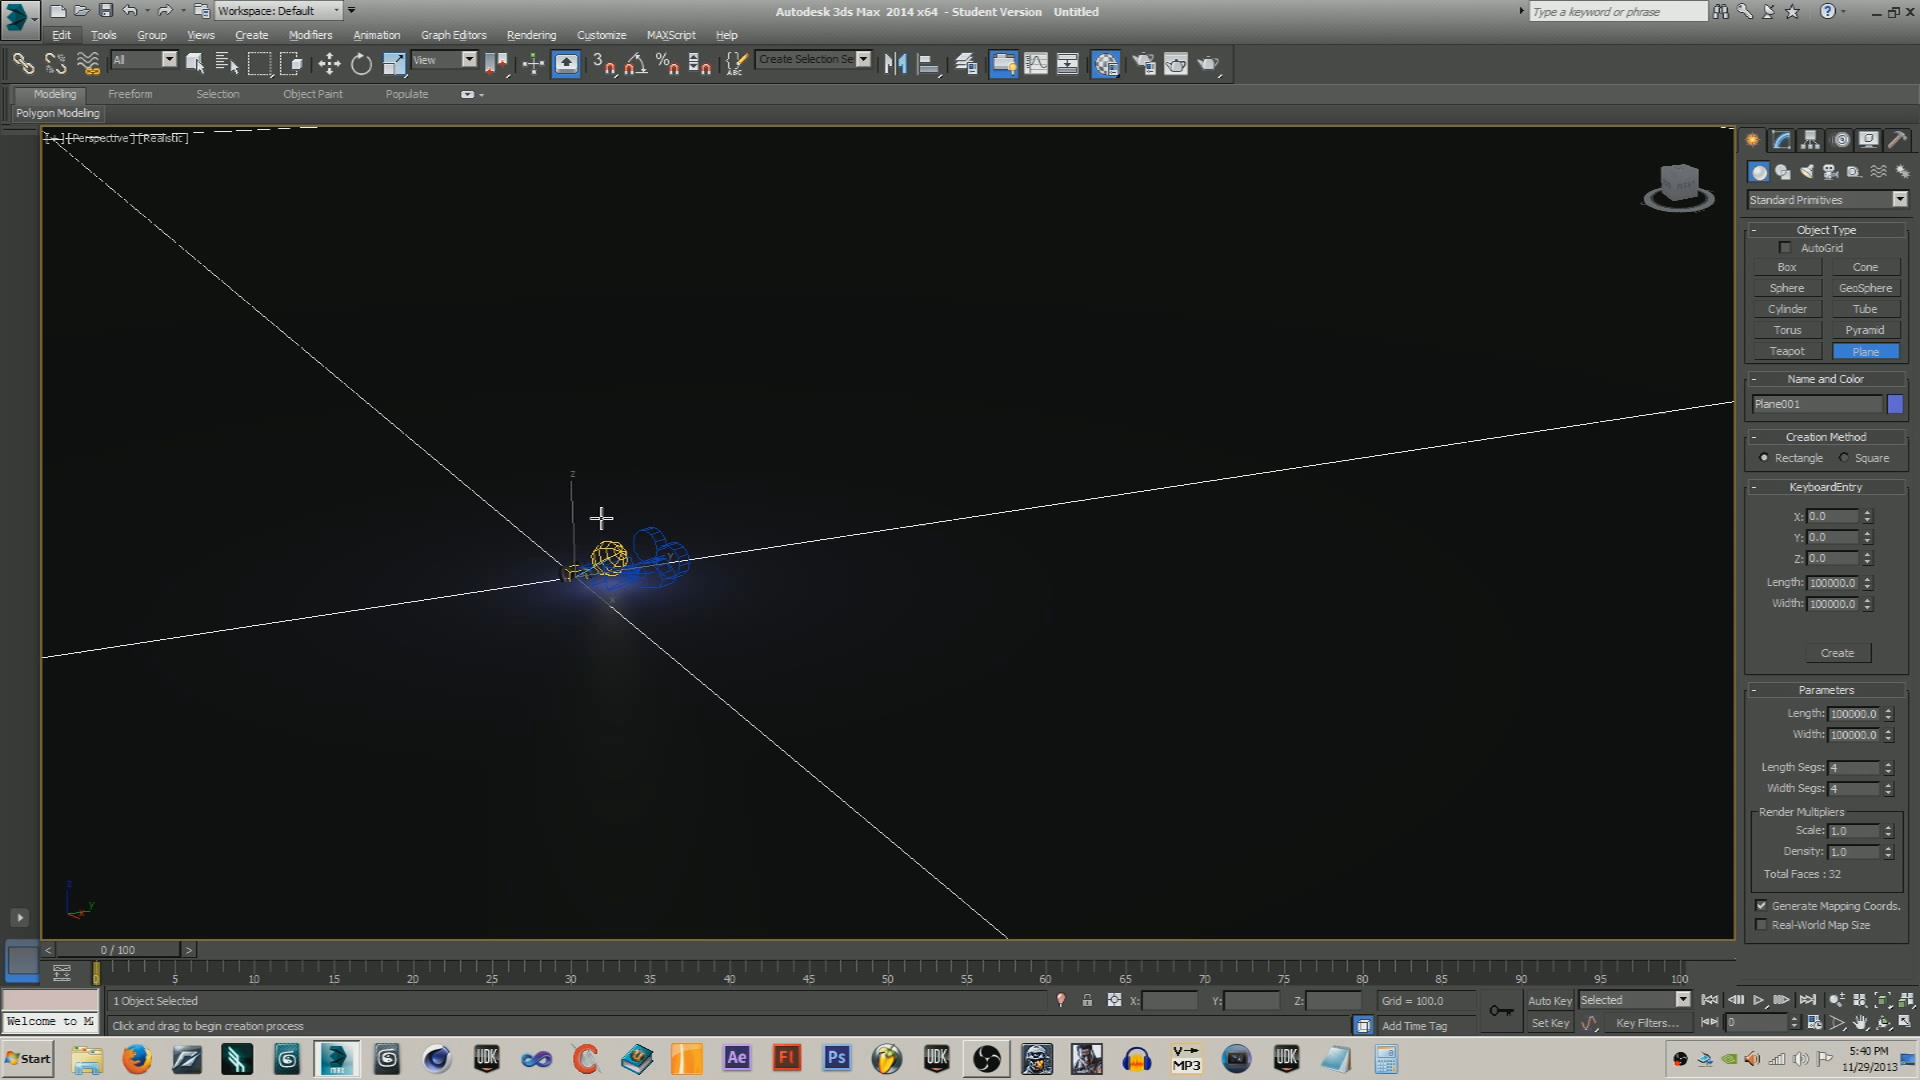 Workspace: Default
Autodesk 3ds Max 2014 x64 - Student Version Untitled
Type a keyword or phrase
Edit Tools Group Views Create Modifiers Animation Graph Editors Rendering Customize MAXScript Help
All
View
Create Selection Se
Modeling Freeform Selection Object Paint Populate
Polygon Modeling
[+][Perspective][Realistic]
Standard Primitives
Object Type
AutoGrid
Box Cone
Sphere GeoSphere
Cylinder Tube
Torus Pyramid
Teapot Plane
Name and Color
Plane001
Creation Method
Rectangle Square
KeyboardEntry
X: 0.0
Y: 0.0
Z: 0.0
Length: 100000.0
Width: 100000.0
Create
Parameters
Length: 100000.0
Width: 100000.0
Length Segs: 4
Width Segs: 4
Render Multipliers
Scale: 1.0
Density: 1.0
Total Faces : 32
Generate Mapping Coords.
Real-World Map Size
z
Y
x
z
y
x
< 0 / 100 >
0 5 10 15 20 25 30 35 40 45 50 55 60 65 70 75 80 85 90 95 100
1 Object Selected
X: Y: Z: Grid = 100.0
Auto Key Selected
Welcome to M
Click and drag to begin creation process
Add Time Tag
Set Key Key Filters...
0
Start
UDK
Ae
Fl
Ps
UDK
V
MP3
UDK
5:40 PM
11/29/2013